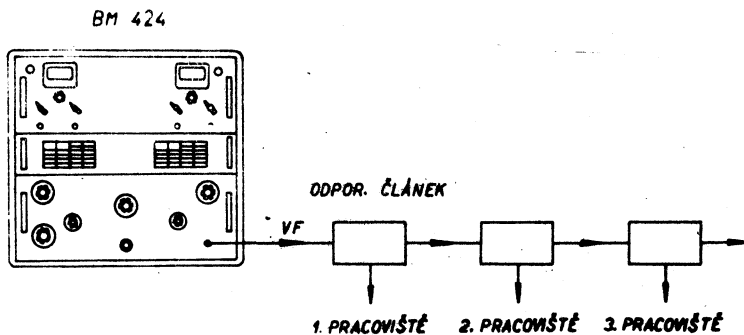 BM 424
ODPOR. ČLÁNEK
VF
1. PRACOVIŠTĚ 2. PRACOVIŠTĚ 3. PRACOVIŠTĚ